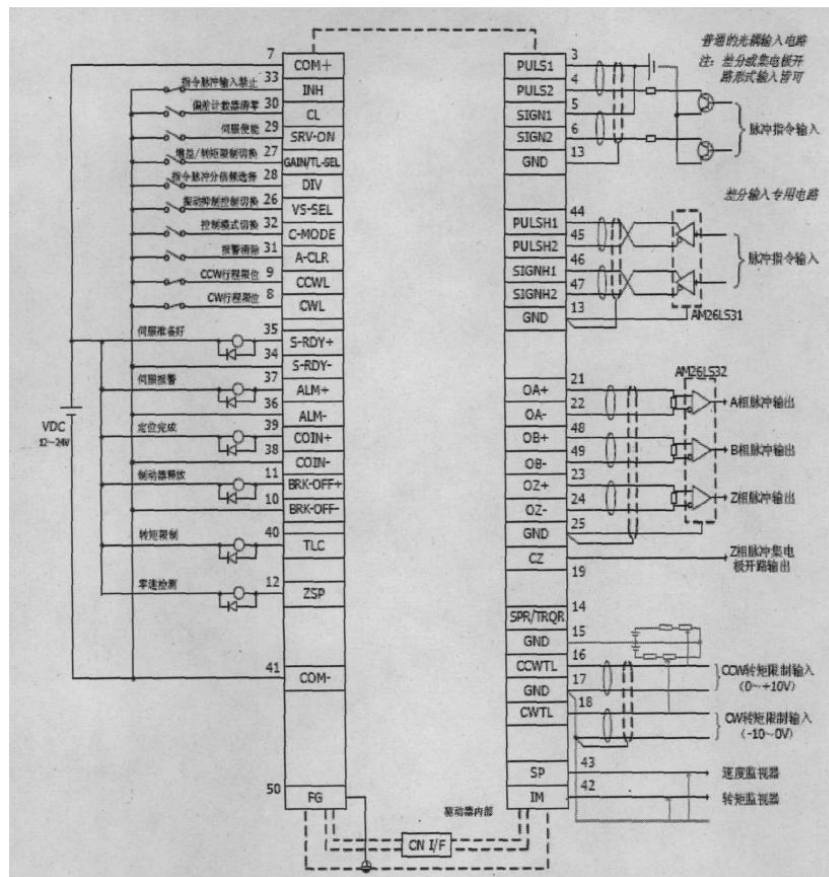 7
COM+
33
指令脉冲输入禁止
INH
30
偏差计数器清零
CL
29
伺服使能
SRV-ON
27
增益/转矩限制切换
GAIN/TL-SEL
28
指令脉冲分倍频选择
DIV
26
振动抑制控制切换
VS-SEL
32
控制模式切换
C-MODE
31
报警清除
A-CLR
9
CCW行程限位
CCWL
8
CW行程限位
CWL
35
伺服准备好
S-RDY+
34
S-RDY-
37
伺服报警
ALM+
36
ALM-
VDC
12～24V
39
定位完成
COIN+
38
COIN-
11
制动器释放
BRK-OFF+
10
BRK-OFF-
40
转矩限制
TLC
12
零速检测
ZSP
41
COM-
50
FG
普通的光耦输入电路
注：差分或集电极开
路形式输入皆可
3
PULS1
4
PULS2
5
SIGN1
6
SIGN2
13
GND
脉冲指令输入
差分输入专用电路
44
PULSH1
45
PULSH2
46
SIGNH1
47
SIGNH2
13
GND
脉冲指令输入
AM26LS31
AM26LS32
21
OA+
22
OA-
A相脉冲输出
48
OB+
49
OB-
B相脉冲输出
23
OZ+
24
OZ-
Z相脉冲输出
25
GND
CZ
19
Z相脉冲集电
极开路输出
14
SPR/TRQR
15
GND
16
CCWTL
17
GND
18
CWTL
CCW转矩限制输入
（0～+10V）
CW转矩限制输入
（-10～0V）
43
SP
速度监视器
42
IM
转矩监视器
驱动器内部
CN I/F